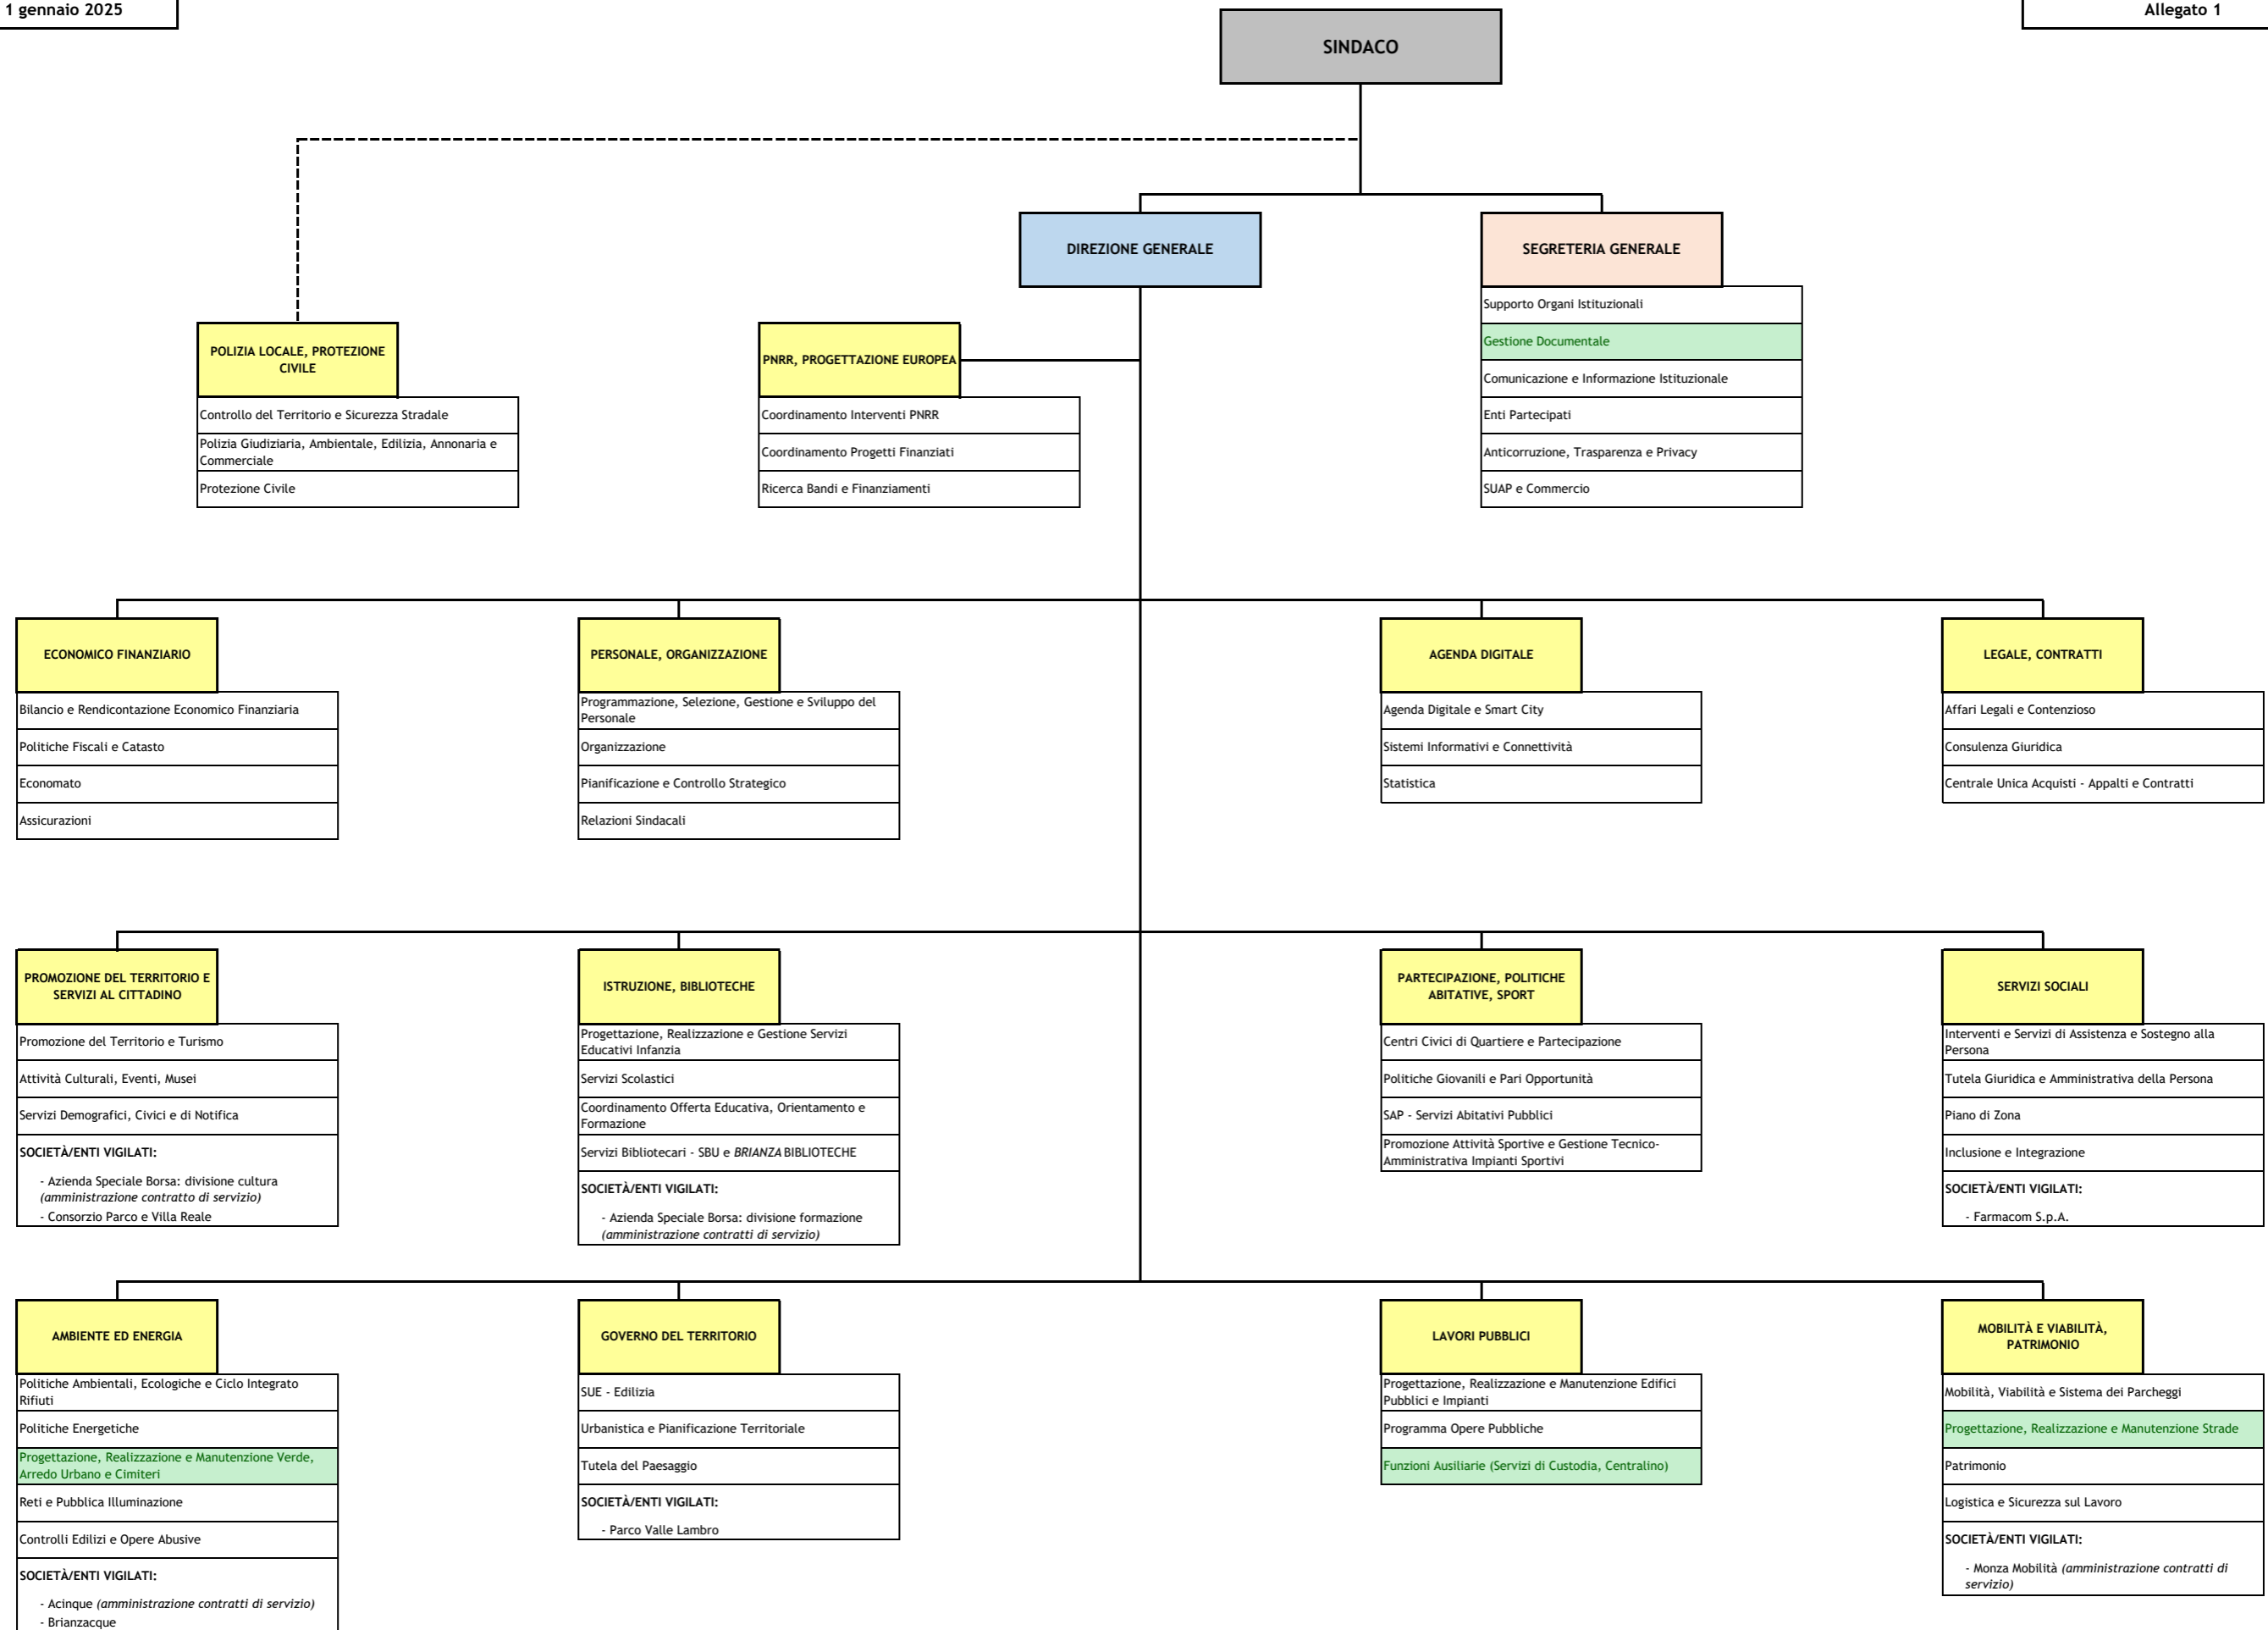 1 gennaio 2025
Allegato 1
SINDACO
DIREZIONE GENERALE
SEGRETERIA GENERALE
Supporto Organi Istituzionali
Gestione Documentale
Comunicazione e Informazione Istituzionale
Enti Partecipati
Anticorruzione, Trasparenza e Privacy
SUAP e Commercio
POLIZIA LOCALE, PROTEZIONE
CIVILE
Controllo del Territorio e Sicurezza Stradale
Polizia Giudiziaria, Ambientale, Edilizia, Annonaria e
Commerciale
Protezione Civile
PNRR, PROGETTAZIONE EUROPEA
Coordinamento Interventi PNRR
Coordinamento Progetti Finanziati
Ricerca Bandi e Finanziamenti
ECONOMICO FINANZIARIO
Bilancio e Rendicontazione Economico Finanziaria
Politiche Fiscali e Catasto
Economato
Assicurazioni
PERSONALE, ORGANIZZAZIONE
Programmazione, Selezione, Gestione e Sviluppo del
Personale
Organizzazione
Pianificazione e Controllo Strategico
Relazioni Sindacali
AGENDA DIGITALE
Agenda Digitale e Smart City
Sistemi Informativi e Connettività
Statistica
LEGALE, CONTRATTI
Affari Legali e Contenzioso
Consulenza Giuridica
Centrale Unica Acquisti - Appalti e Contratti
PROMOZIONE DEL TERRITORIO E
SERVIZI AL CITTADINO
Promozione del Territorio e Turismo
Attività Culturali, Eventi, Musei
Servizi Demografici, Civici e di Notifica
SOCIETÀ/ENTI VIGILATI:
- Azienda Speciale Borsa: divisione cultura
(amministrazione contratto di servizio)
- Consorzio Parco e Villa Reale
ISTRUZIONE, BIBLIOTECHE
Progettazione, Realizzazione e Gestione Servizi
Educativi Infanzia
Servizi Scolastici
Coordinamento Offerta Educativa, Orientamento e
Formazione
Servizi Bibliotecari - SBU e BRIANZA BIBLIOTECHE
SOCIETÀ/ENTI VIGILATI:
- Azienda Speciale Borsa: divisione formazione
(amministrazione contratti di servizio)
PARTECIPAZIONE, POLITICHE
ABITATIVE, SPORT
Centri Civici di Quartiere e Partecipazione
Politiche Giovanili e Pari Opportunità
SAP - Servizi Abitativi Pubblici
Promozione Attività Sportive e Gestione Tecnico-
Amministrativa Impianti Sportivi
SERVIZI SOCIALI
Interventi e Servizi di Assistenza e Sostegno alla
Persona
Tutela Giuridica e Amministrativa della Persona
Piano di Zona
Inclusione e Integrazione
SOCIETÀ/ENTI VIGILATI:
- Farmacom S.p.A.
AMBIENTE ED ENERGIA
Politiche Ambientali, Ecologiche e Ciclo Integrato
Rifiuti
Politiche Energetiche
Progettazione, Realizzazione e Manutenzione Verde,
Arredo Urbano e Cimiteri
Reti e Pubblica Illuminazione
Controlli Edilizi e Opere Abusive
SOCIETÀ/ENTI VIGILATI:
- Acinque (amministrazione contratti di servizio)
- Brianzacque
GOVERNO DEL TERRITORIO
SUE - Edilizia
Urbanistica e Pianificazione Territoriale
Tutela del Paesaggio
SOCIETÀ/ENTI VIGILATI:
- Parco Valle Lambro
LAVORI PUBBLICI
Progettazione, Realizzazione e Manutenzione Edifici
Pubblici e Impianti
Programma Opere Pubbliche
Funzioni Ausiliarie (Servizi di Custodia, Centralino)
MOBILITÀ E VIABILITÀ,
PATRIMONIO
Mobilità, Viabilità e Sistema dei Parcheggi
Progettazione, Realizzazione e Manutenzione Strade
Patrimonio
Logistica e Sicurezza sul Lavoro
SOCIETÀ/ENTI VIGILATI:
- Monza Mobilità (amministrazione contratti di
servizio)